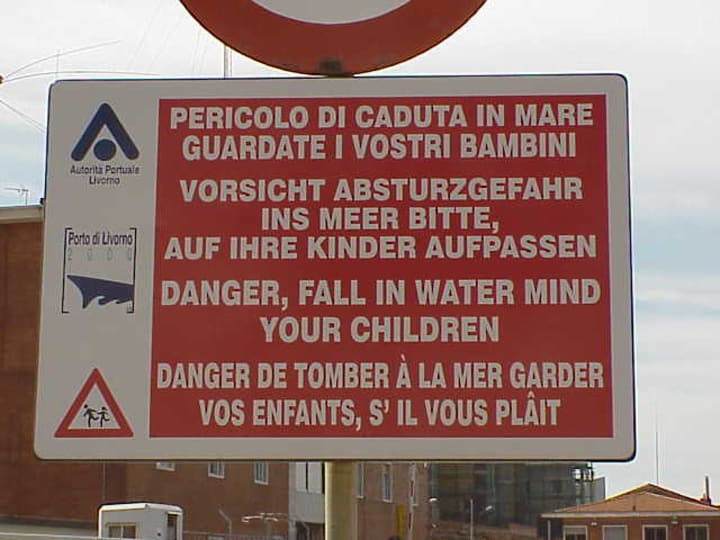 Autorità Portuale
Livorno
Porto di Livorno
2000
PERICOLO DI CADUTA IN MARE
GUARDATE I VOSTRI BAMBINI
VORSICHT ABSTURZGEFAHR
INS MEER BITTE,
AUF IHRE KINDER AUFPASSEN
DANGER, FALL IN WATER MIND
YOUR CHILDREN
DANGER DE TOMBER À LA MER GARDER
VOS ENFANTS, S' IL VOUS PLÂIT